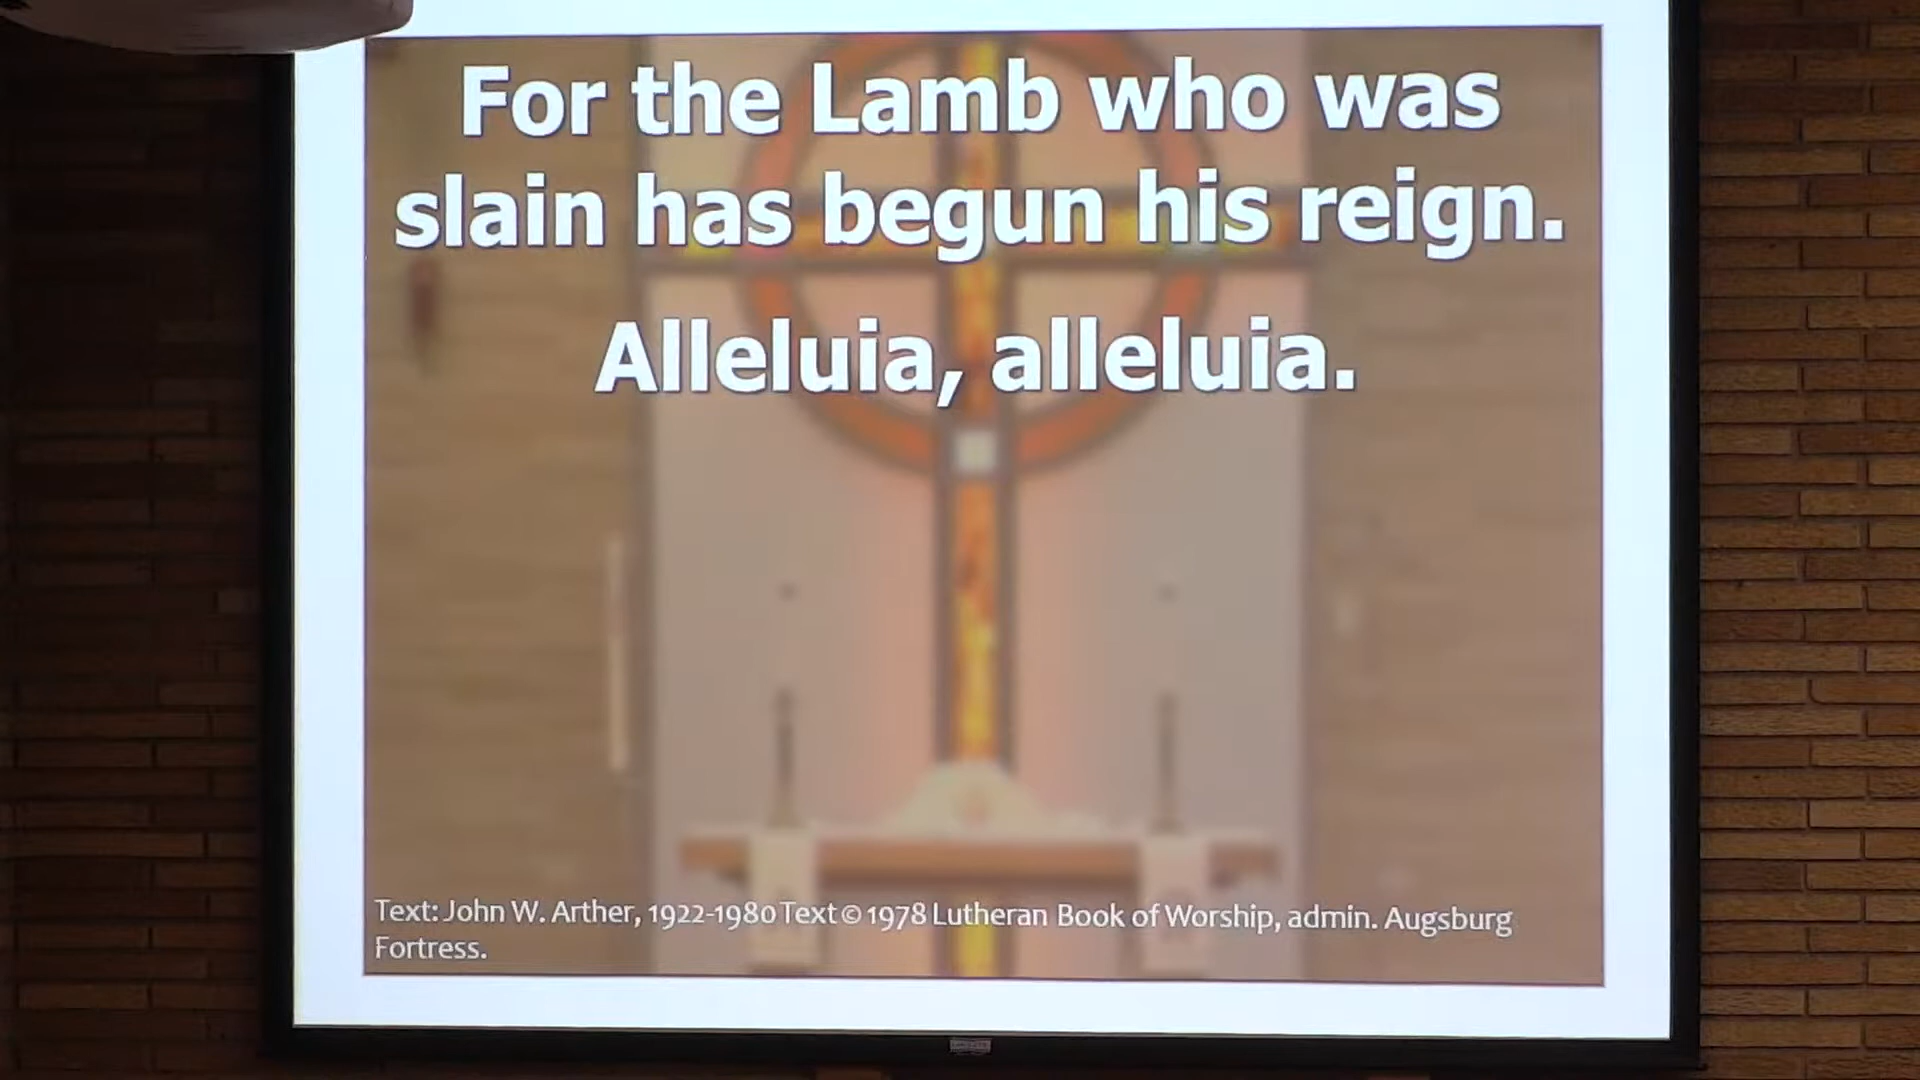 For the Lamb who was
slain has begun his reign.
Alleluia, alleluia.
Text: John W. Arther, 1922-1980 Text © 1978 Lutheran Book of Worship, admin. Augsburg
Fortress.